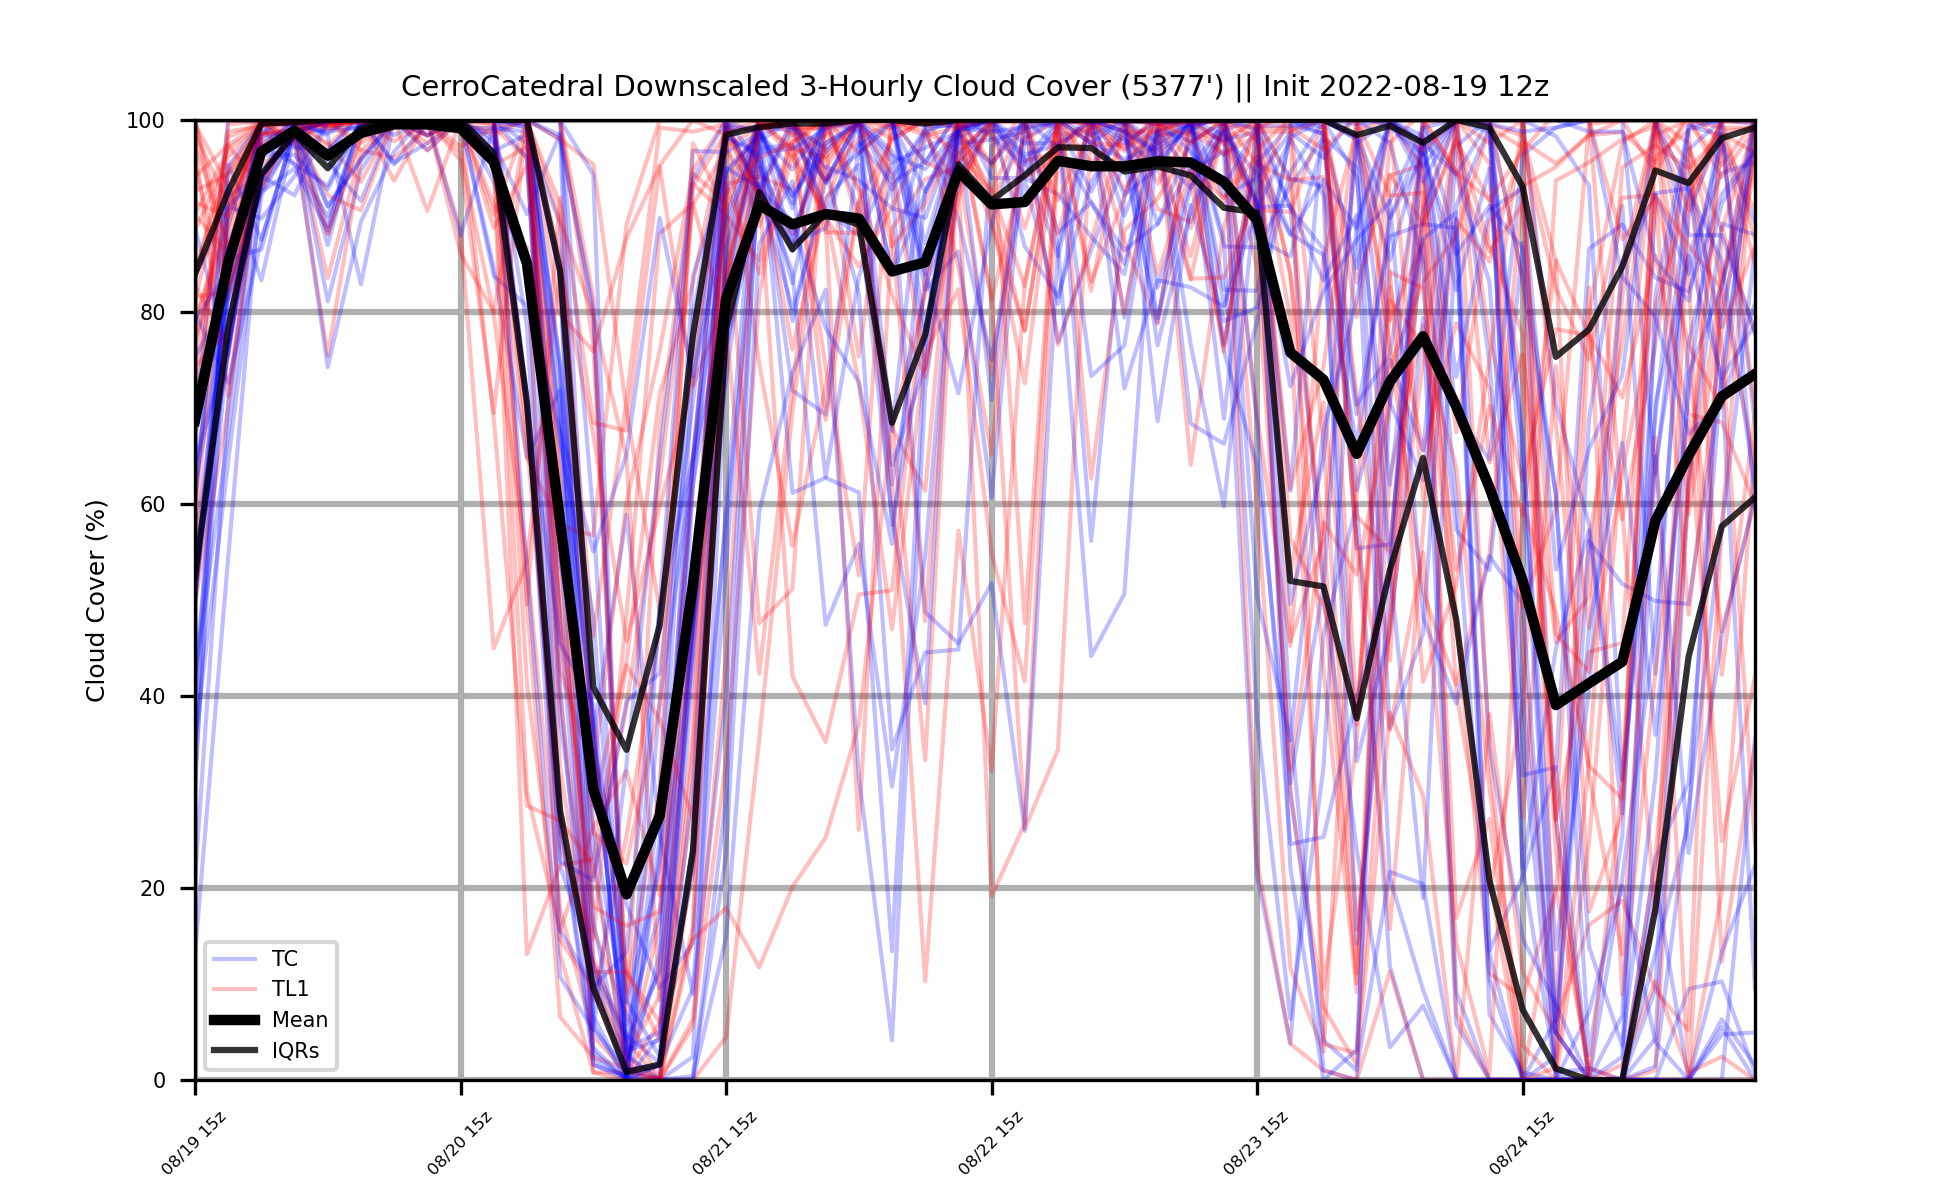 CerroCatedral Downscaled 3-Hourly Cloud Cover (5377') || Init 2022-08-19 12z
Cloud Cover (%)
100
80
60
40
20
0
TC
TL1
Mean
IQRs
08/19 15z
08/20 15z
08/21 15z
08/22 15z
08/23 15z
08/24 15z